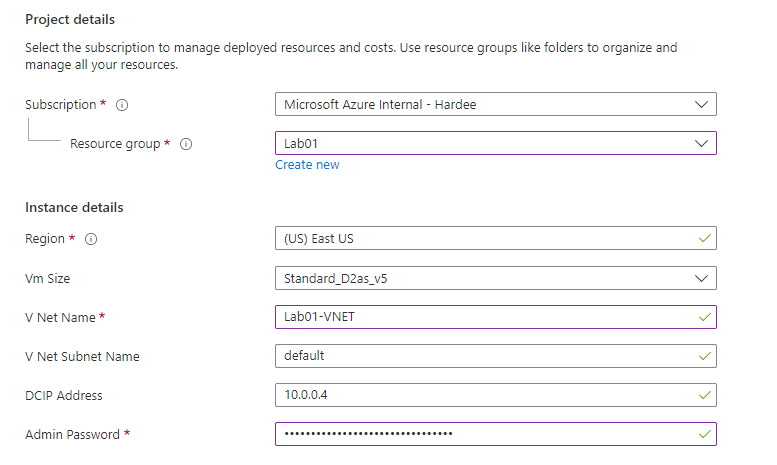 Project details
Select the subscription to manage deployed resources and costs. Use resource groups like folders to organize and
manage all your resources.
Subscription *
Microsoft Azure Internal - Hardee
Resource group *
Lab01
Create new
Instance details
Region *
(US) East US
Vm Size
Standard_D2as_v5
V Net Name *
Lab01-VNET
V Net Subnet Name
default
DCIP Address
10.0.0.4
Admin Password *